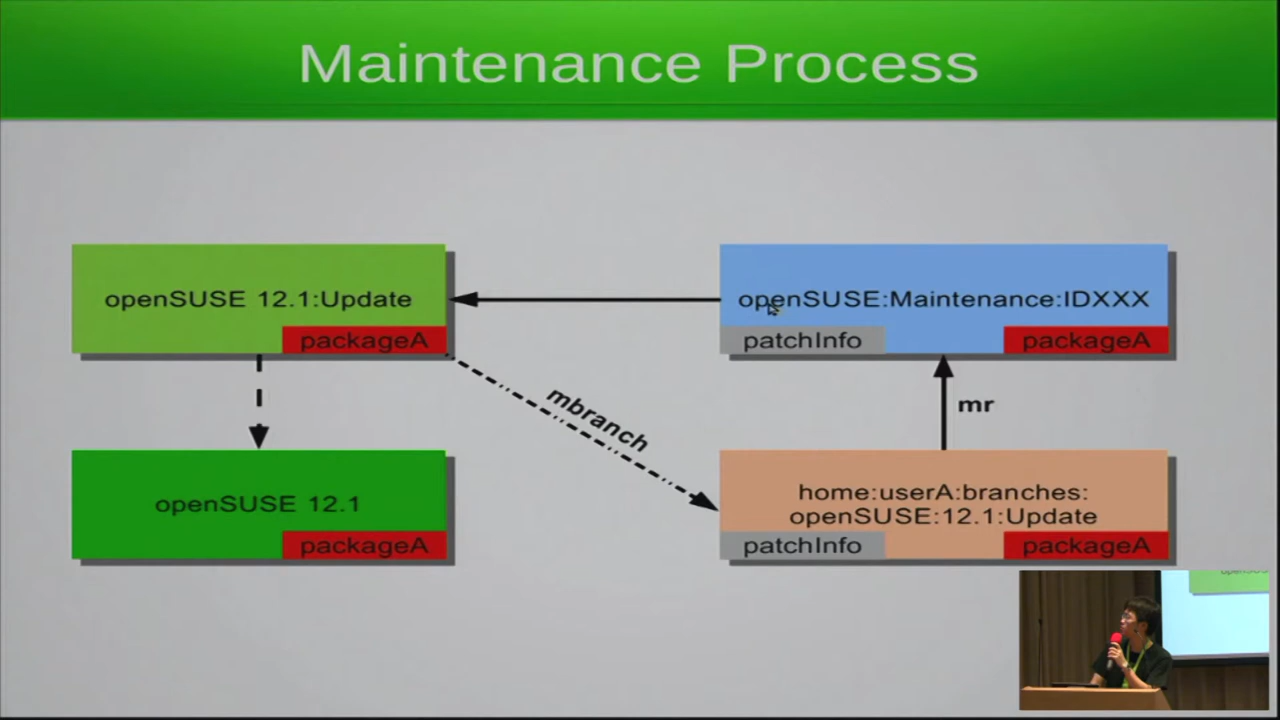 Maintenance Process
openSUSE 12.1:Update
packageA
openSUSE:Maintenance:IDXXX
patchInfo
packageA
mbranch
mr
openSUSE 12.1
packageA
home:userA:branches:
openSUSE:12.1:Update
patchInfo
packageA